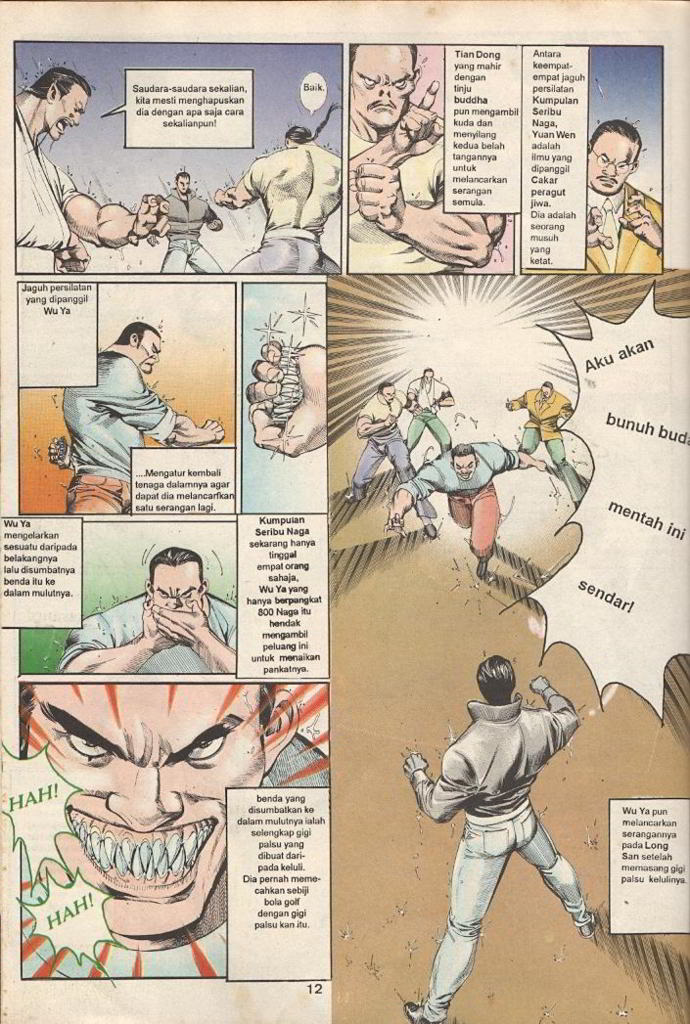 Saudara-saudara sekalian,
kita mesti menghapuskan
dia dengan apa saja cara
sekalianpun!
Baik.
Tian Dong
yang mahir
dengan
tinju
buddha
pun mengambil
kuda dan
menyilang
kedua belah
tangannya
untuk
melancarkan
serangan
semula.
Antara
keempat-
empat jaguh
persilatan
Kumpulan
Seribu
Naga,
Yuan Wen
adalah
ilmu yang
dipanggil
Cakar
peragut
jiwa.
Dia adalah
seorang
musuh
yang
ketat.
Jaguh persilatan
yang dipanggil
Wu Ya
....Mengatur kembali
tenaga dalamnya agar
dapat dia melancarfkan
satu serangan lagi.
Aku akan
bunuh buda
mentah ini
sendar!
Wu Ya
mengelarkan
sesuatu daripada
belakangnya
lalu disumbatnya
benda itu ke
dalam mulutnya.
Kumpuian
Seribu Naga
sekarang hanya
tinggal
empat orang
sahaja,
Wu Ya yang
hanya berpangkat
800 Naga itu
hendak
mengambil
peluang ini
untuk menaikan
pankatnya.
HAH!
HAH!
benda yang
disumbatkan ke
dalam mulutnya ialah
selengkap gigi
palsu yang
dibuat dari-
pada keluli.
Dia pernah meme-
cahkan sebiji
bola golf
dengan gigi
palsu kan itu.
Wu Ya pun
melancarkan
serangannya
pada Long
San setelah
memasang gigi
palsu kelulinya.
12